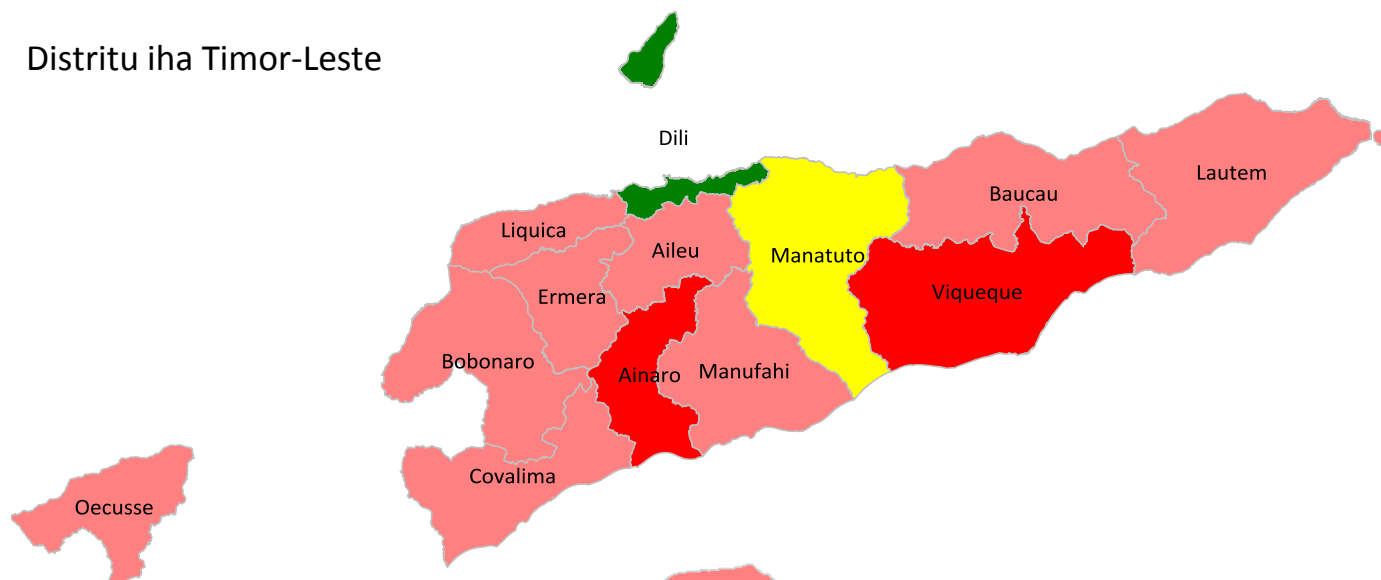 Distritu iha Timor-Leste
Dili
Lautem
Baucau
Liquica
Aileu
Manatuto
Viqueque
Ermera
Bobonaro
Ainaro
Manufahi
Covalima
Oecusse